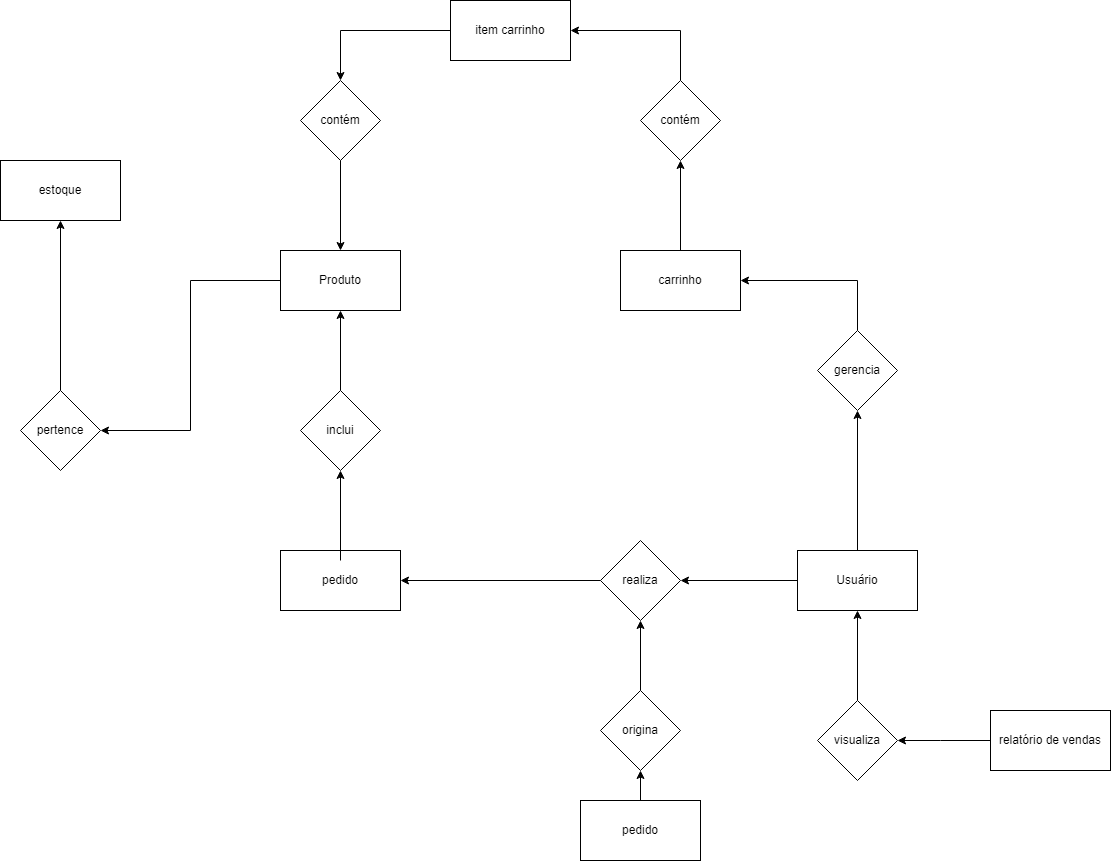 item carrinho
contém
contém
estoque
Produto
carrinho
gerencia
pertence
inclui
pedido
realiza
Usuário
origina
visualiza
relatório de vendas
pedido